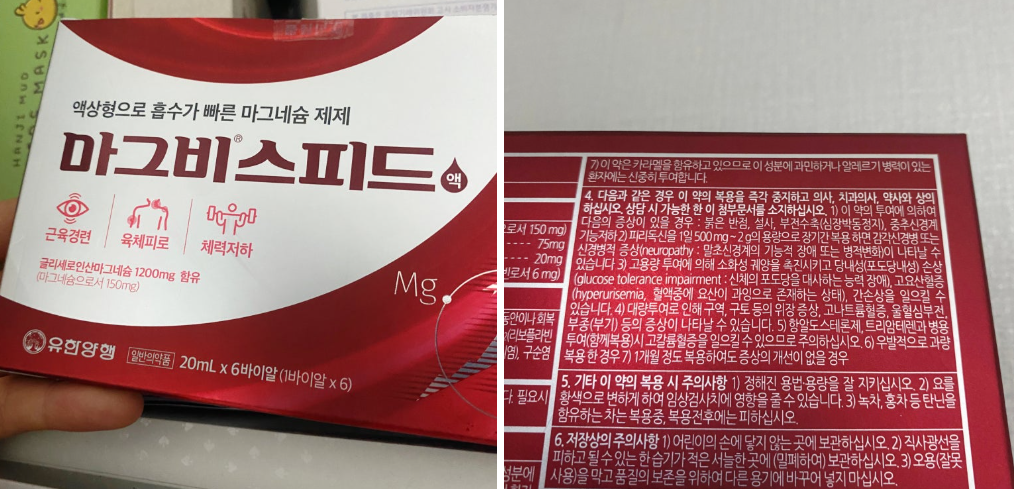 HANJI MUO
MASK
액상형으로 흡수가 빠른 마그네슘 제제
마그비®스피드 액
근육경련 육체피로 체력저하
글리세로인산마그네슘 1200mg 함유
(마그네슘으로서 150mg)
Mg
유한양행
일반의약품 20mL x 6바이알 (1바이알 x 6)
7) 이 약은 카라멜을 함유하고 있으므로 이 성분에 과민하거나 알레르기 병력이 있는
환자에는 신중히 투여합니다.
4. 다음과 같은 경우 이 약의 복용을 즉각 중지하고 의사, 치과의사, 약사와 상의
하십시오. 상담 시 가능한 한 이 첨부문서를 소지하십시오. 1) 이 약의 투여에 의하여
다음의 증상이 있을 경우 : 붉은 반점, 설사, 부전수축(심장박동정지), 중추신경계
기능저하 2) 피리독신을 1일 500 mg ~ 2 g의 용량으로 장기간 복용하면 감각신경병 또는
신경병적 증상(neuropathy : 말초신경계의 기능적 장애 또는 병적변화)이 나타날 수
있습니다 3) 고용량 투여에 의해 소화성 궤양을 촉진시키고 당내성(포도당내성) 손상
(glucose tolerance impairment : 신체의 포도당을 대사하는 능력 장애), 고요산혈증
(hyperurisemia, 혈액중에 요산이 과잉으로 존재하는 상태), 간손상을 일으킬 수
있습니다. 4) 대량투여로 인해 구역, 구토 등의 위장 증상, 고나트륨혈증, 울혈심부전,
부종(부기) 등의 증상이 나타날 수 있습니다. 5) 항알도스테론제, 트리암테렌과 병용
투여(함께복용)시 고칼륨혈증을 일으킬 수 있으므로 주의하십시오. 6) 우발적으로 과량
복용 한 경우 7) 1개월 정도 복용하여도 증상의 개선이 없을 경우
5. 기타 이 약의 복용 시 주의사항 1) 정해진 용법·용량을 잘 지키십시오. 2) 요를
황색으로 변하게 하여 임상검사치에 영향을 줄 수 있습니다. 3) 녹차, 홍차 등 탄닌을
함유하는 차는 복용중, 복용전후에는 피하십시오.
6. 저장상의 주의사항 1) 어린이의 손에 닿지 않는 곳에 보관하십시오. 2) 직사광선을
피하고 될 수 있는 한 습기가 적은 서늘한 곳에 (밀폐하여) 보관하십시오. 3) 오용(잘못
사용)을 막고 품질의 보존을 위하여 다른 용기에 바꾸어 넣지 마십시오.
로서 150 mg)
---- 75mg
---- 20mg
빈로서 6 mg)
동안이나 회복
구순염
다. 필요시
성분에